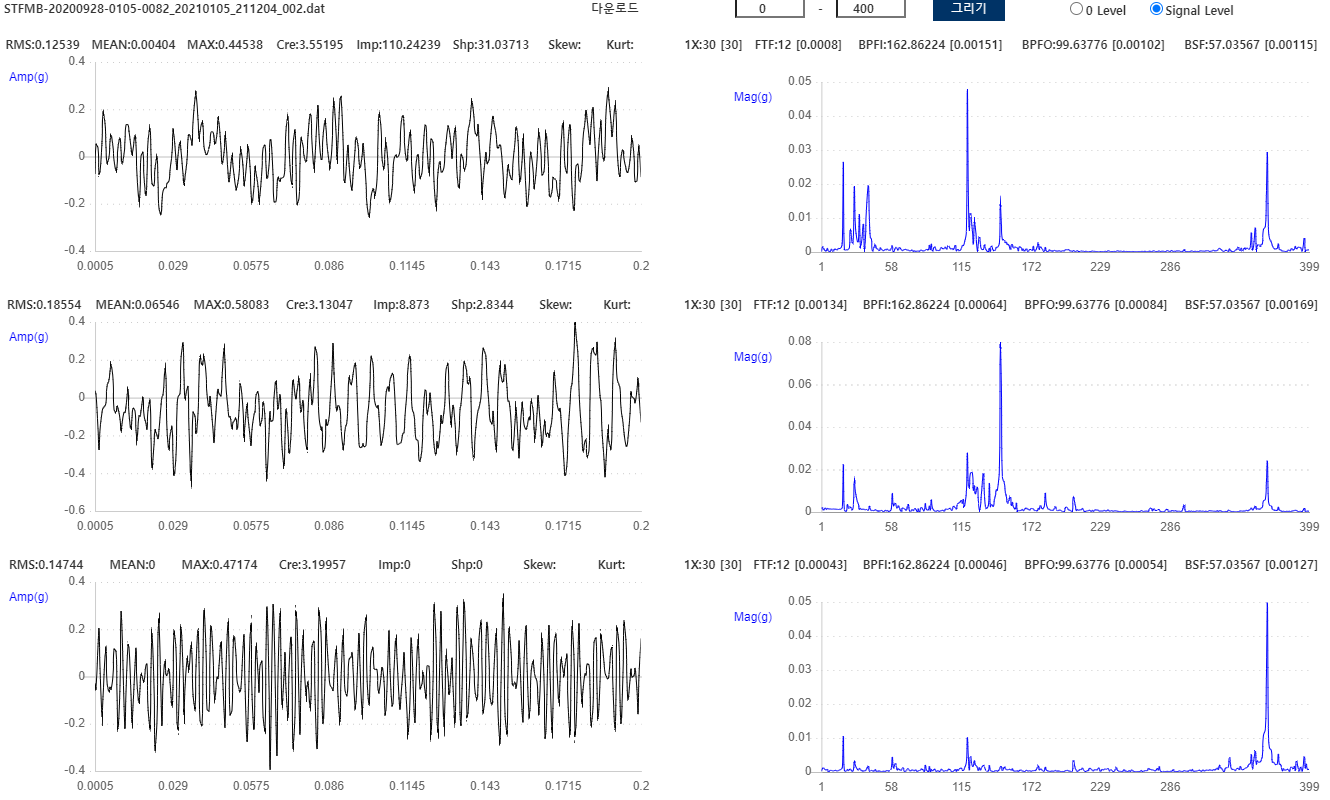 STFMB-20200928-0105-0082_20210105_211204_002.dat 다운로드 0 - 400 그리기 0 Level Signal Level
RMS:0.12539 MEAN:0.00404 MAX:0.44538 Cre:3.55195 Imp:110.24239 Shp:31.03713 Skew: Kurt:
Amp(g)
0.4
0.2
0
-0.2
-0.4
0.0005 0.029 0.0575 0.086 0.1145 0.143 0.1715 0.2
1X:30 [30] FTF:12 [0.0008] BPFI:162.86224 [0.00151] BPFO:99.63776 [0.00102] BSF:57.03567 [0.00115]
Mag(g)
0.05
0.04
0.03
0.02
0.01
0
1 58 115 172 229 286 399
RMS:0.18554 MEAN:0.06546 MAX:0.58083 Cre:3.13047 Imp:8.873 Shp:2.8344 Skew: Kurt:
Amp(g)
0.4
0.2
0
-0.2
-0.4
-0.6
0.0005 0.029 0.0575 0.086 0.1145 0.143 0.1715 0.2
1X:30 [30] FTF:12 [0.00134] BPFI:162.86224 [0.00064] BPFO:99.63776 [0.00084] BSF:57.03567 [0.00169]
Mag(g)
0.08
0.06
0.04
0.02
0
1 58 115 172 229 286 399
RMS:0.14744 MEAN:0 MAX:0.47174 Cre:3.19957 Imp:0 Shp:0 Skew: Kurt:
Amp(g)
0.4
0.2
0
-0.2
-0.4
0.0005 0.029 0.0575 0.086 0.1145 0.143 0.1715 0.2
1X:30 [30] FTF:12 [0.00043] BPFI:162.86224 [0.00046] BPFO:99.63776 [0.00054] BSF:57.03567 [0.00127]
Mag(g)
0.05
0.04
0.03
0.02
0.01
0
1 58 115 172 229 286 399